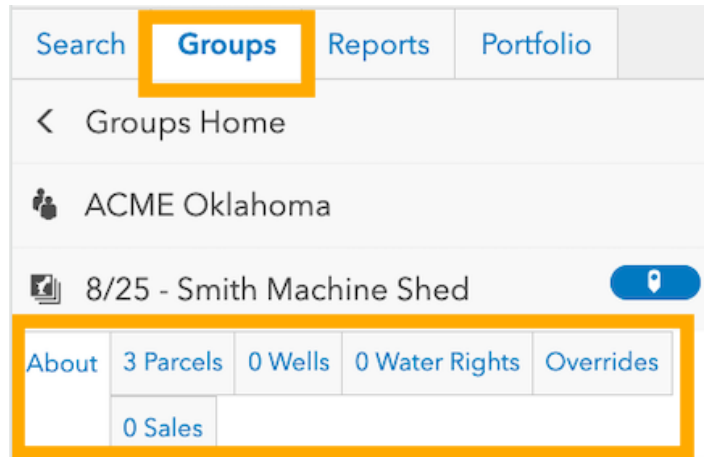 Search Groups Reports Portfolio
Groups Home
ACME Oklahoma
8/25 - Smith Machine Shed
About 3 Parcels 0 Wells 0 Water Rights Overrides
0 Sales